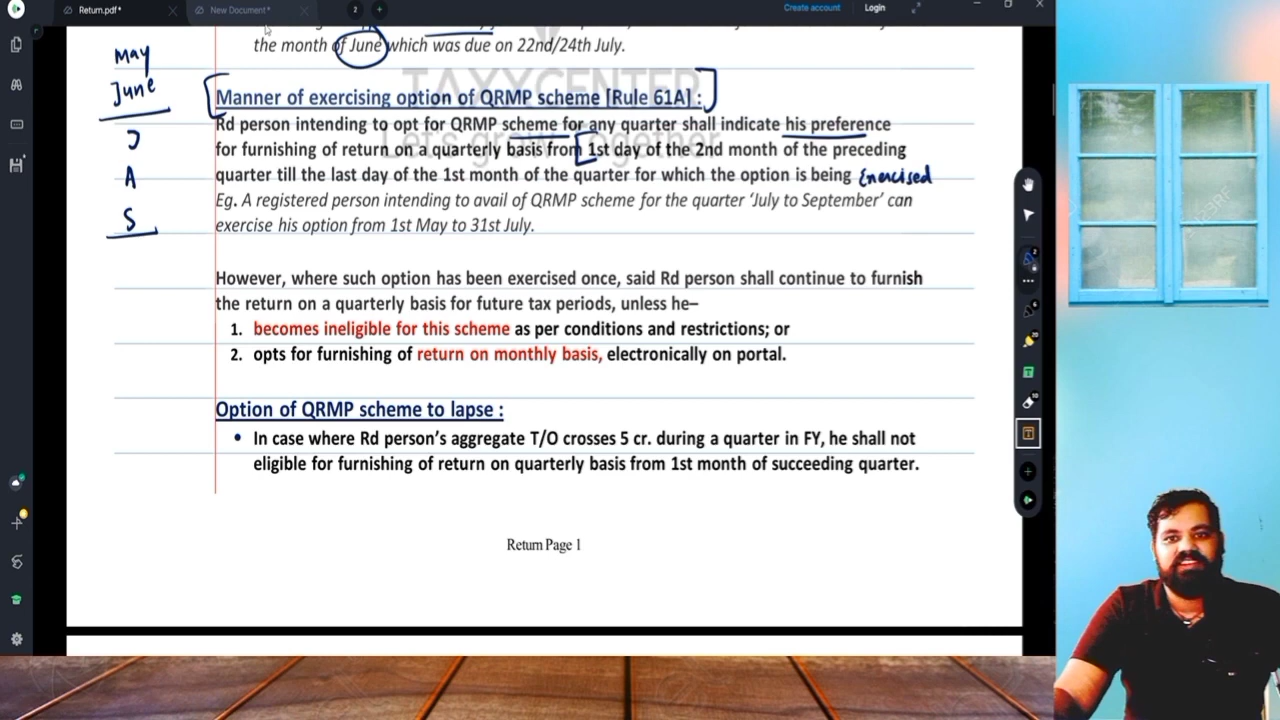 Return.pdf*
New Document*
2
Create account
Login
the month of June which was due on 22nd/24th July.
May
June
J
A
S
TAXYCENTER
Let's grow Together
Manner of exercising option of QRMP scheme [Rule 61A] :
Rd person intending to opt for QRMP scheme for any quarter shall indicate his preference
for furnishing of return on a quarterly basis from 1st day of the 2nd month of the preceding
quarter till the last day of the 1st month of the quarter for which the option is being Exercised
Eg. A registered person intending to avail of QRMP scheme for the quarter 'July to September' can
exercise his option from 1st May to 31st July.
However, where such option has been exercised once, said Rd person shall continue to furnish
the return on a quarterly basis for future tax periods, unless he–
1. becomes ineligible for this scheme as per conditions and restrictions; or
2. opts for furnishing of return on monthly basis, electronically on portal.
Option of QRMP scheme to lapse :
• In case where Rd person's aggregate T/O crosses 5 cr. during a quarter in FY, he shall not
eligible for furnishing of return on quarterly basis from 1st month of succeeding quarter.
Return Page 1
123RF